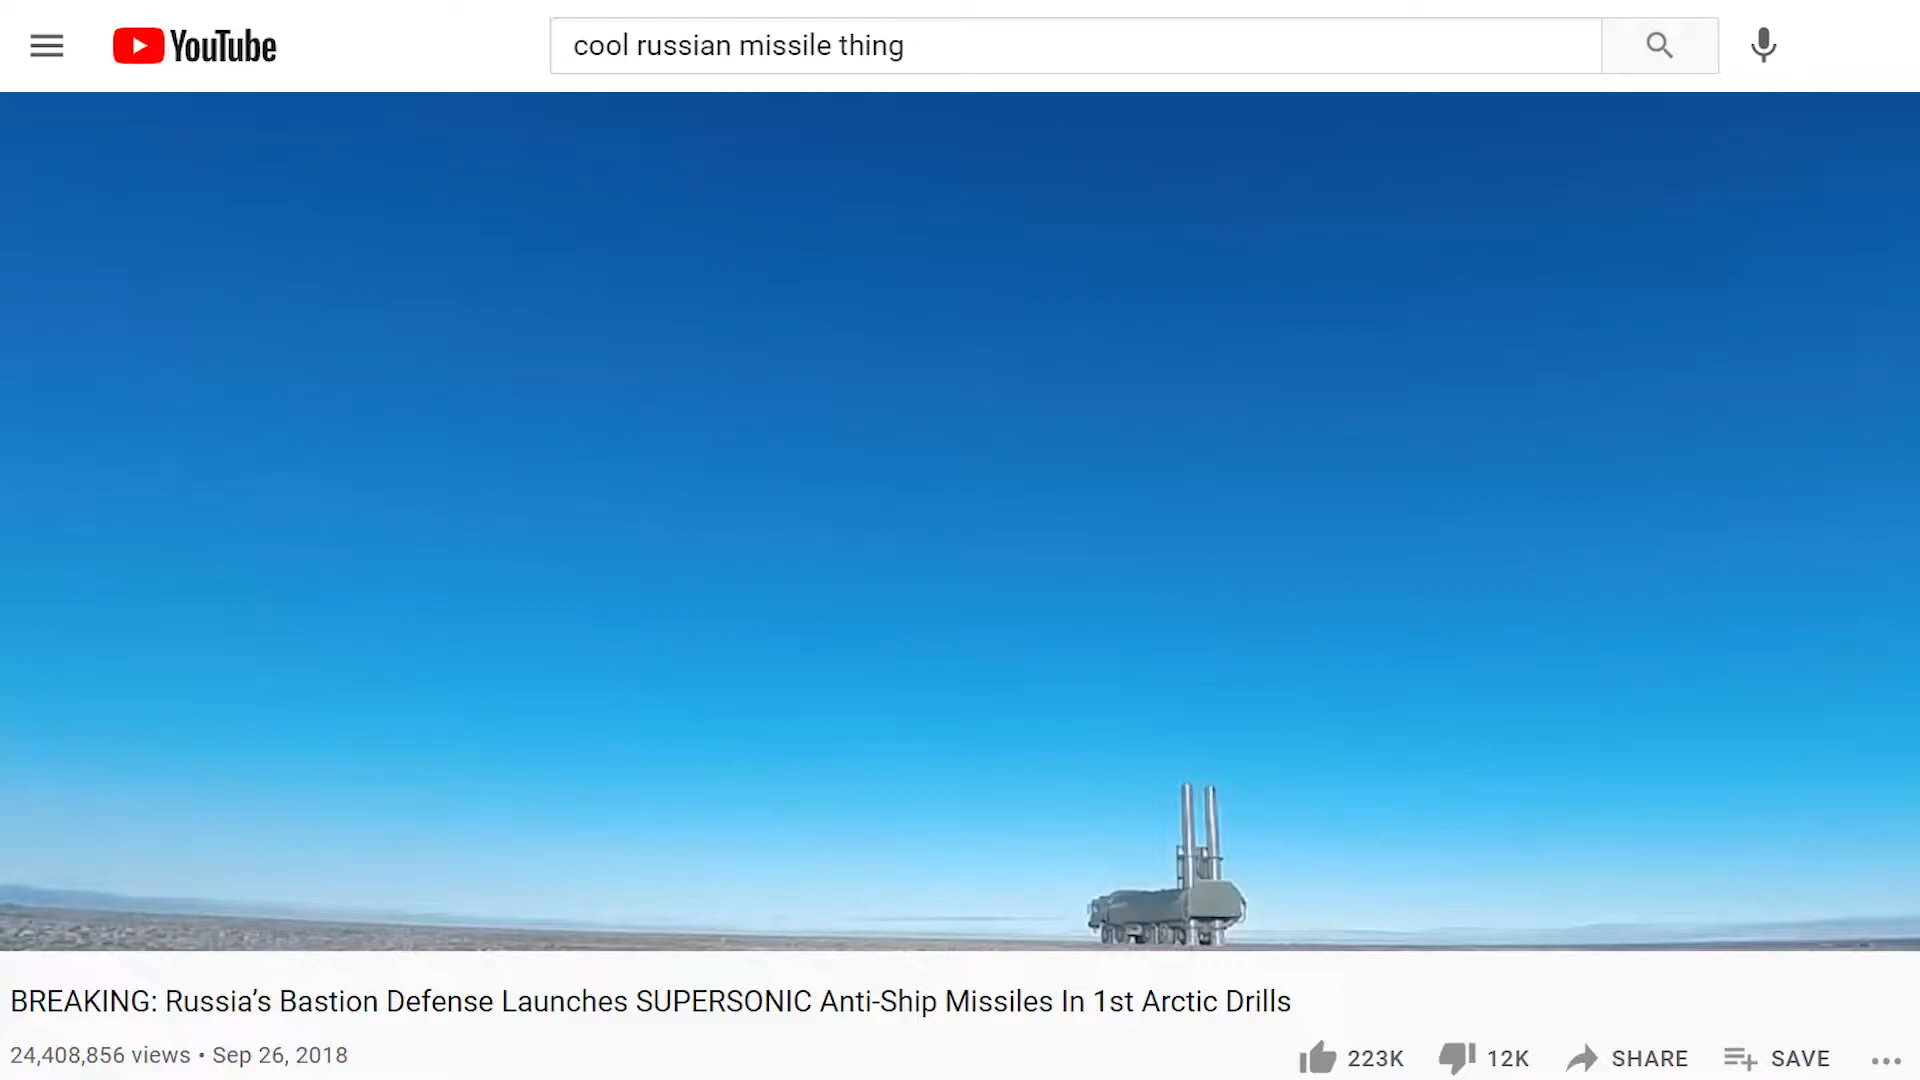 YouTube
cool russian missile thing
BREAKING: Russia’s Bastion Defense Launches SUPERSONIC Anti-Ship Missiles In 1st Arctic Drills
24,408,856 views • Sep 26, 2018
223K 12K SHARE SAVE